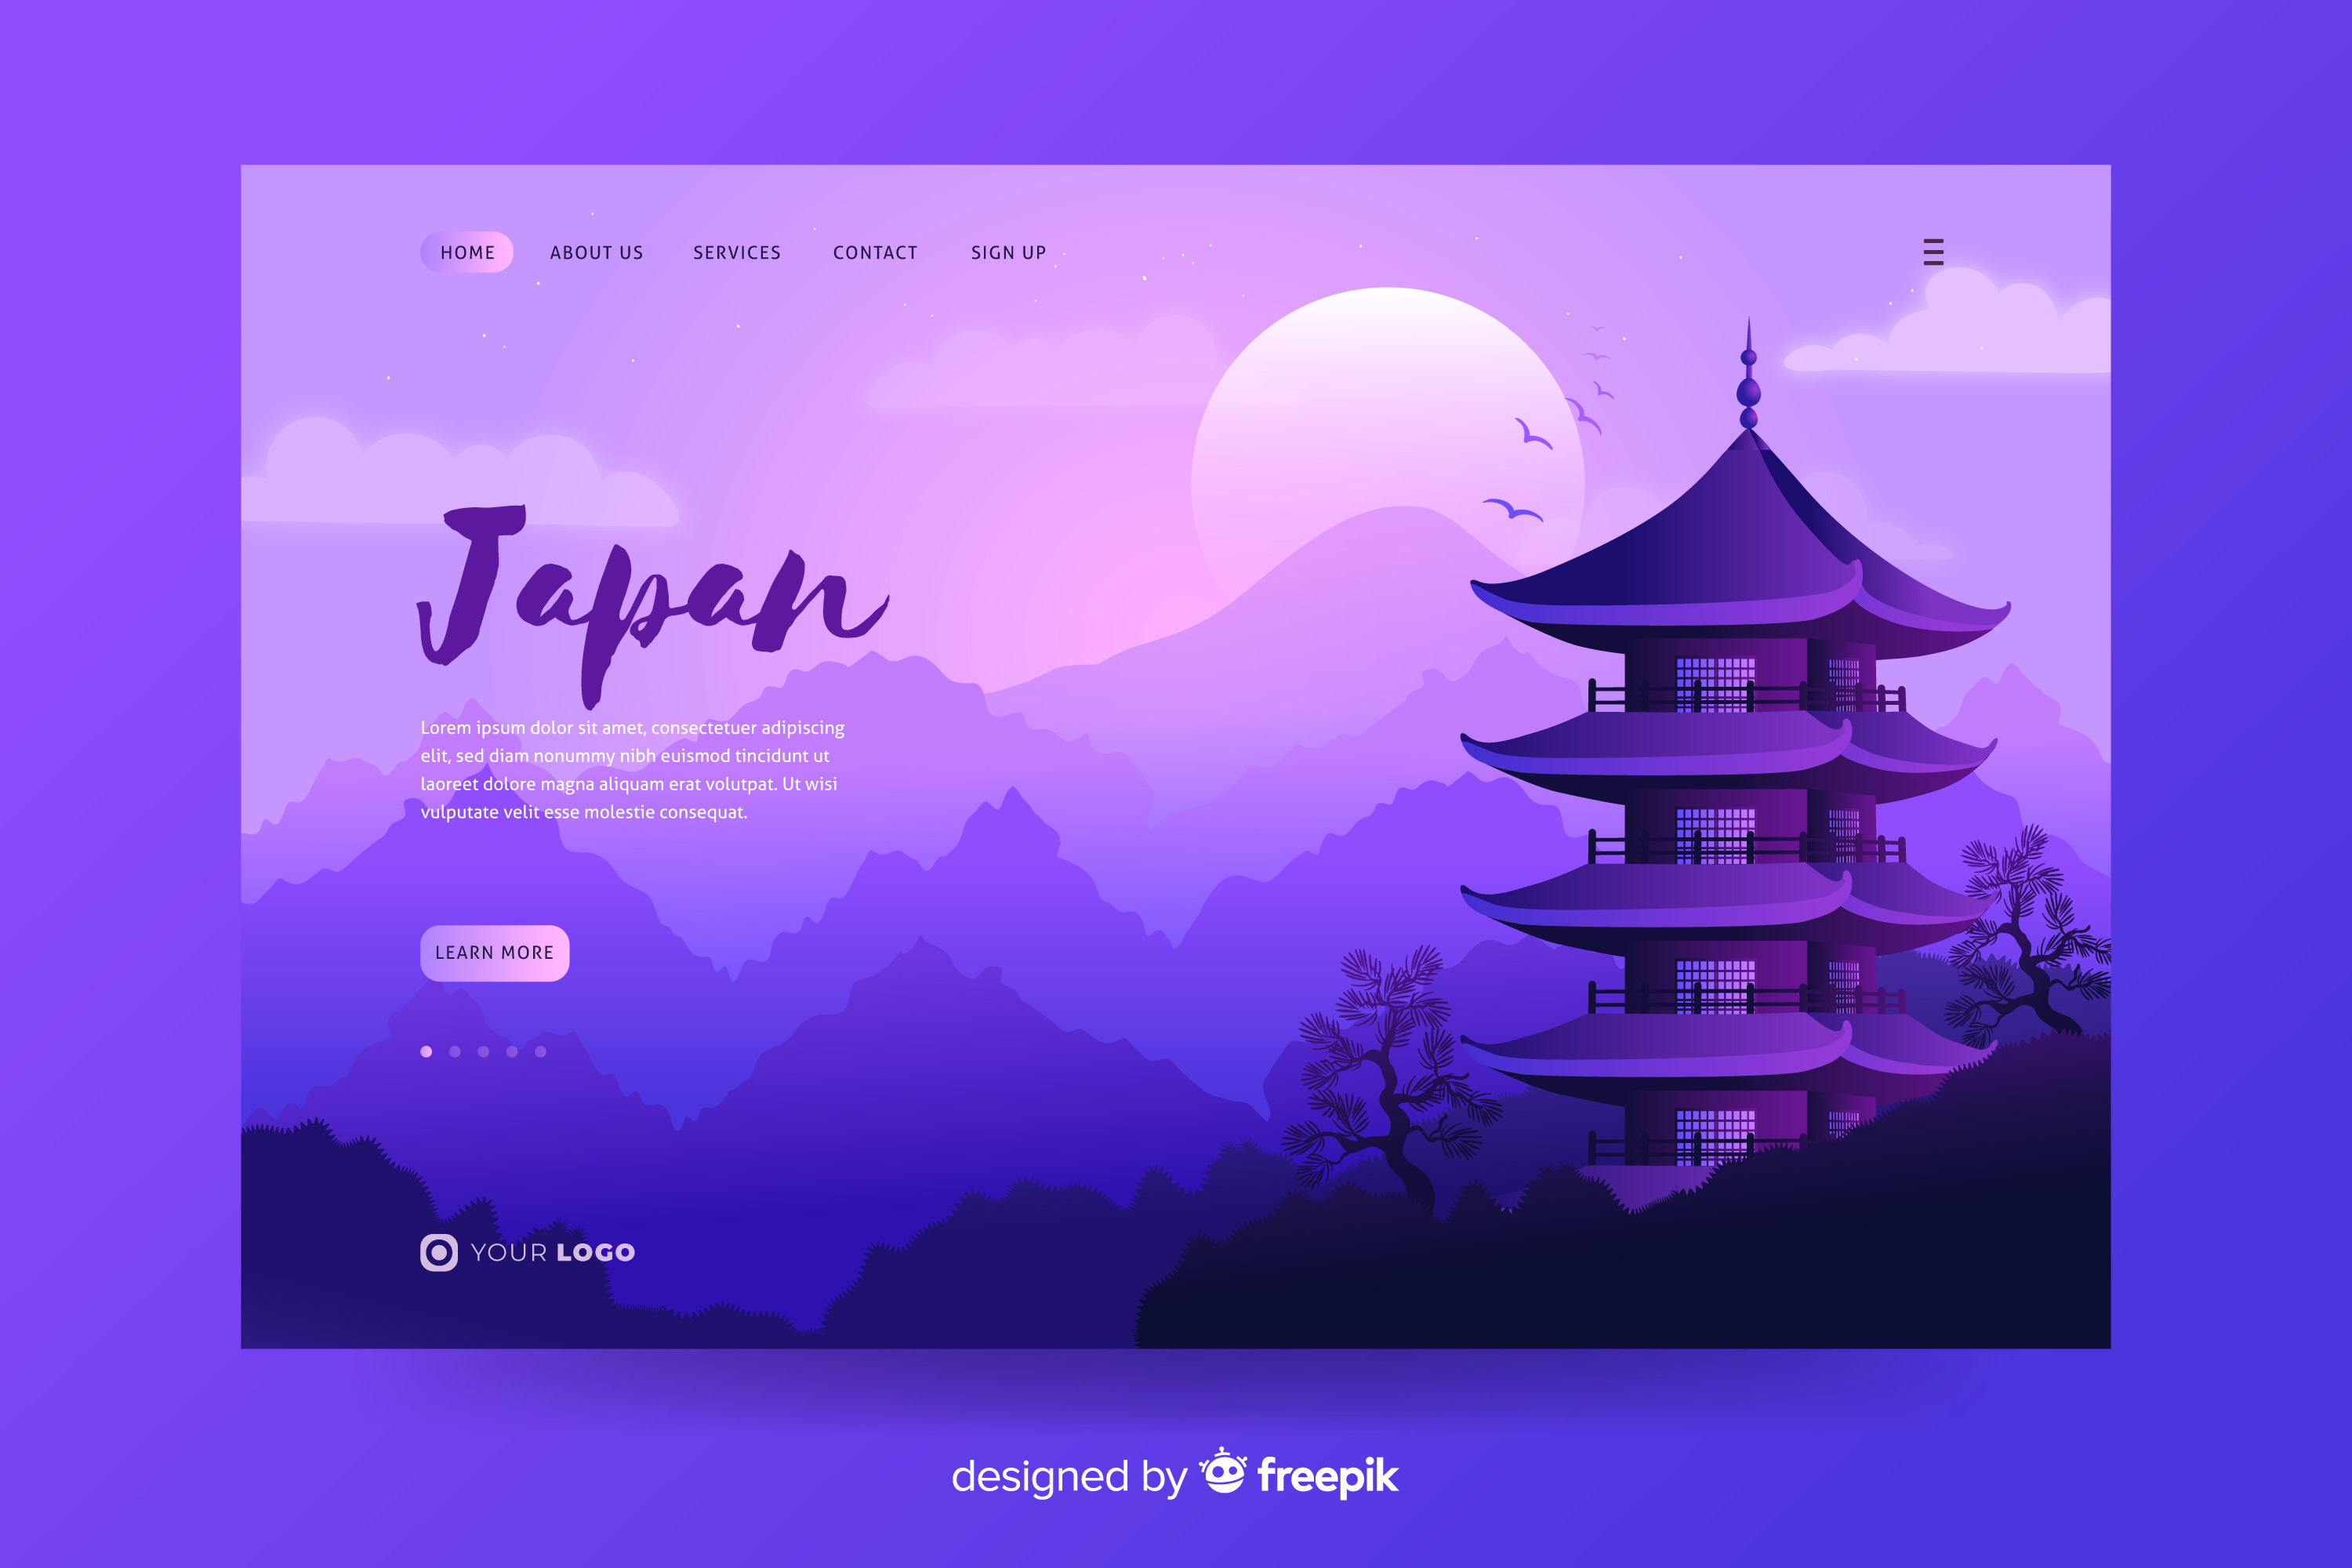 HOME ABOUT US SERVICES CONTACT SIGN UP
Japan
Lorem ipsum dolor sit amet, consectetuer adipiscing
elit, sed diam nonummy nibh euismod tincidunt ut
laoreet dolore magna aliquam erat volutpat. Ut wisi
vulputate velit esse molestie consequat.
LEARN MORE
YOUR LOGO
designed by freepik